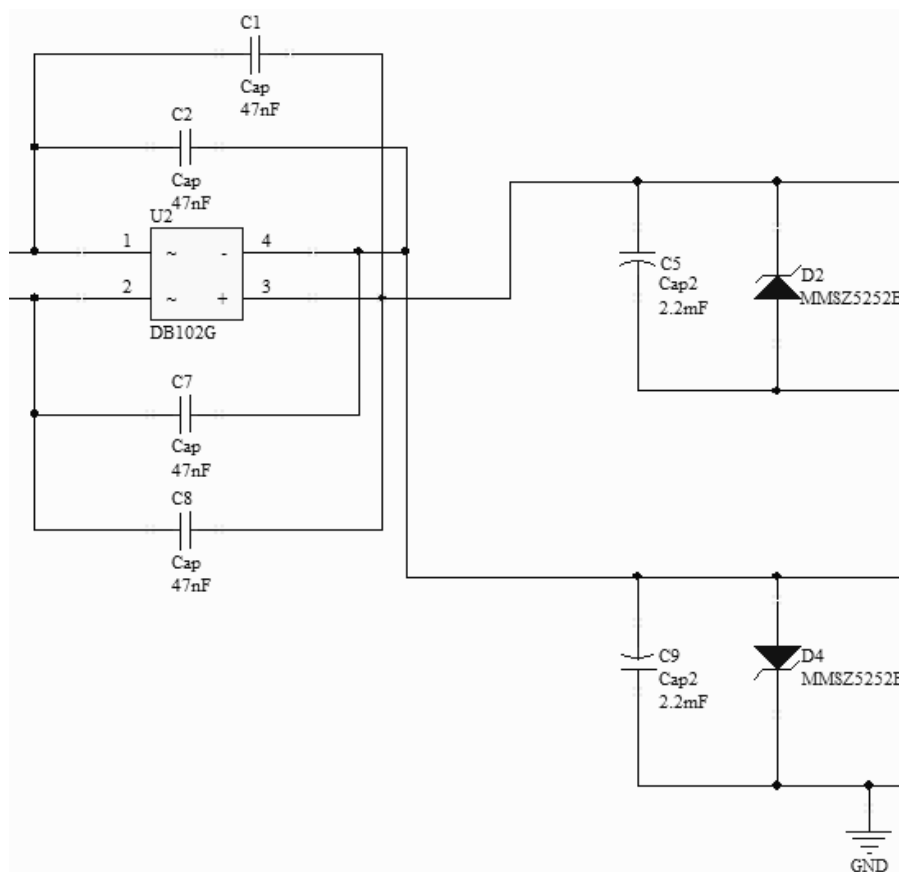 C1
Cap
47nF
C2
Cap
47nF
U2
1 ~ - 4
2 ~ + 3
DB102G
C7
Cap
47nF
C8
Cap
47nF
C5
Cap2
2.2mF
D2
MMSZ5252B
C9
Cap2
2.2mF
D4
MMSZ5252B
GND